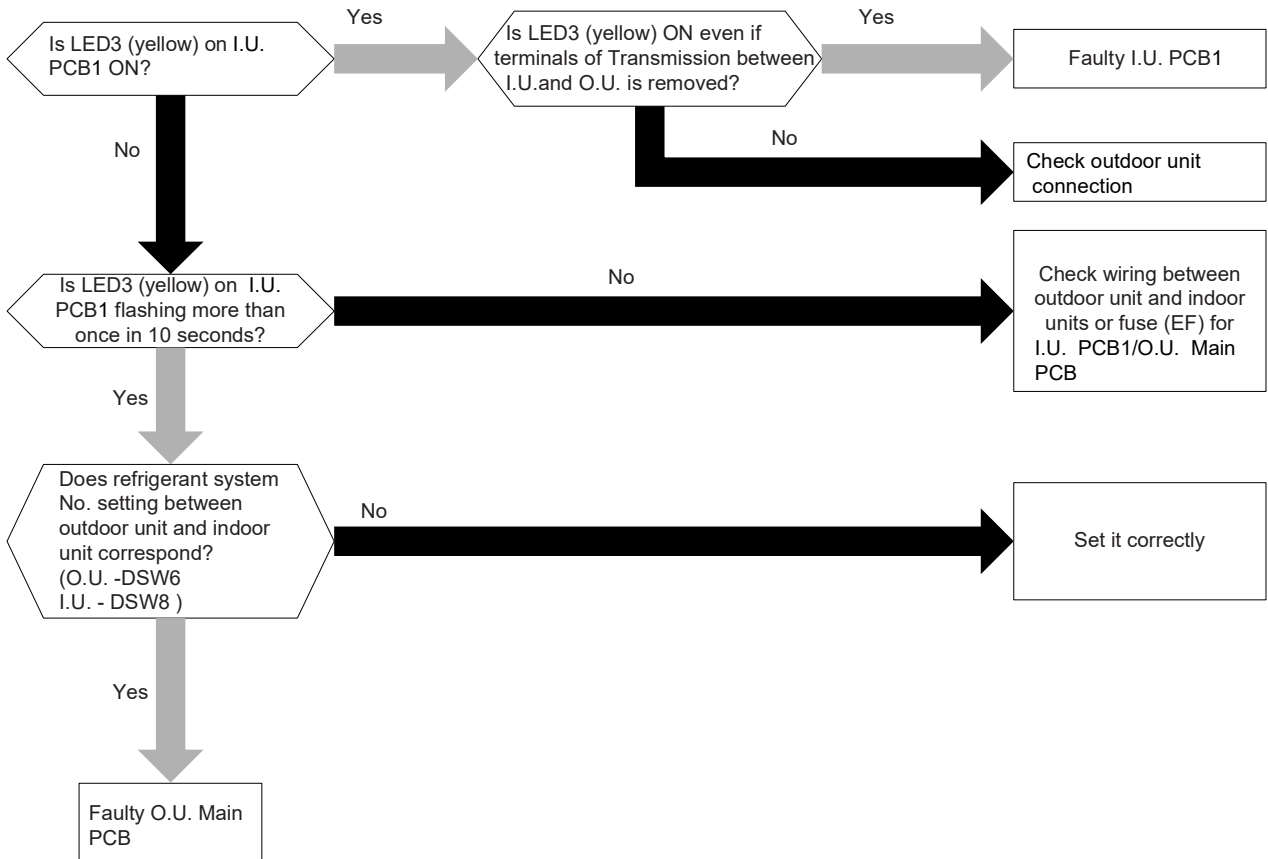 Yes
Yes
Is LED3 (yellow) on I.U.
PCB1 ON?
Is LED3 (yellow) ON even if
terminals of Transmission between
I.U.and O.U. is removed?
Faulty I.U. PCB1
No
No
Check outdoor unit
connection
Is LED3 (yellow) on I.U.
PCB1 flashing more than
once in 10 seconds?
No
Check wiring between
outdoor unit and indoor
units or fuse (EF) for
I.U. PCB1/O.U. Main
PCB
Yes
Does refrigerant system
No. setting between
outdoor unit and indoor
unit correspond?
(O.U. -DSW6
I.U. - DSW8 )
No
Set it correctly
Yes
Faulty O.U. Main
PCB